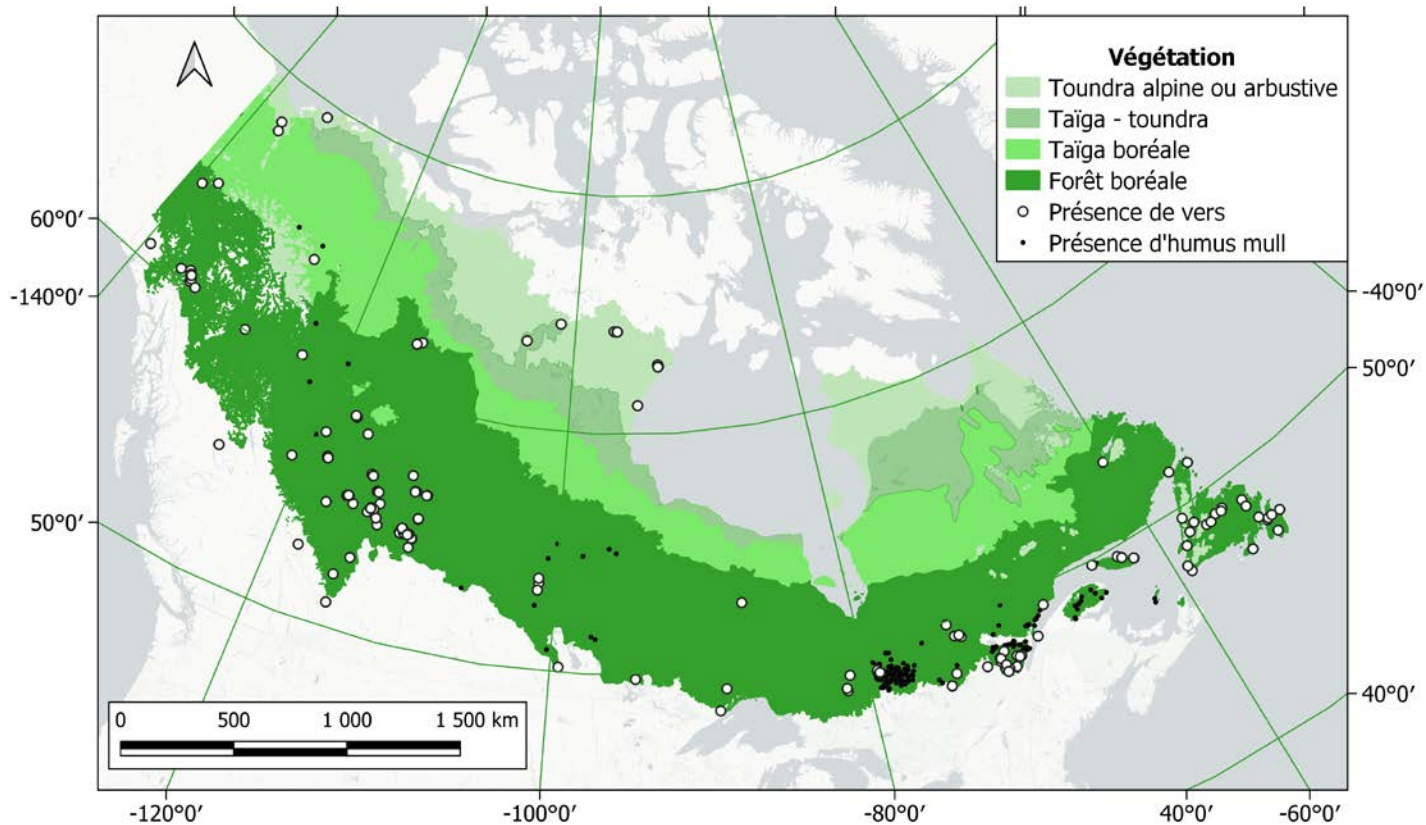 Végétation
Toundra alpine ou arbustive
Taïga - toundra
Taïga boréale
Forêt boréale
Présence de vers
Présence d'humus mull
60°0′
-140°0′
50°0′
-40°0′
50°0′
40°0′
0 500 1 000 1 500 km
-120°0′ -100°0′ -80°0′ 40°0′ -60°0′